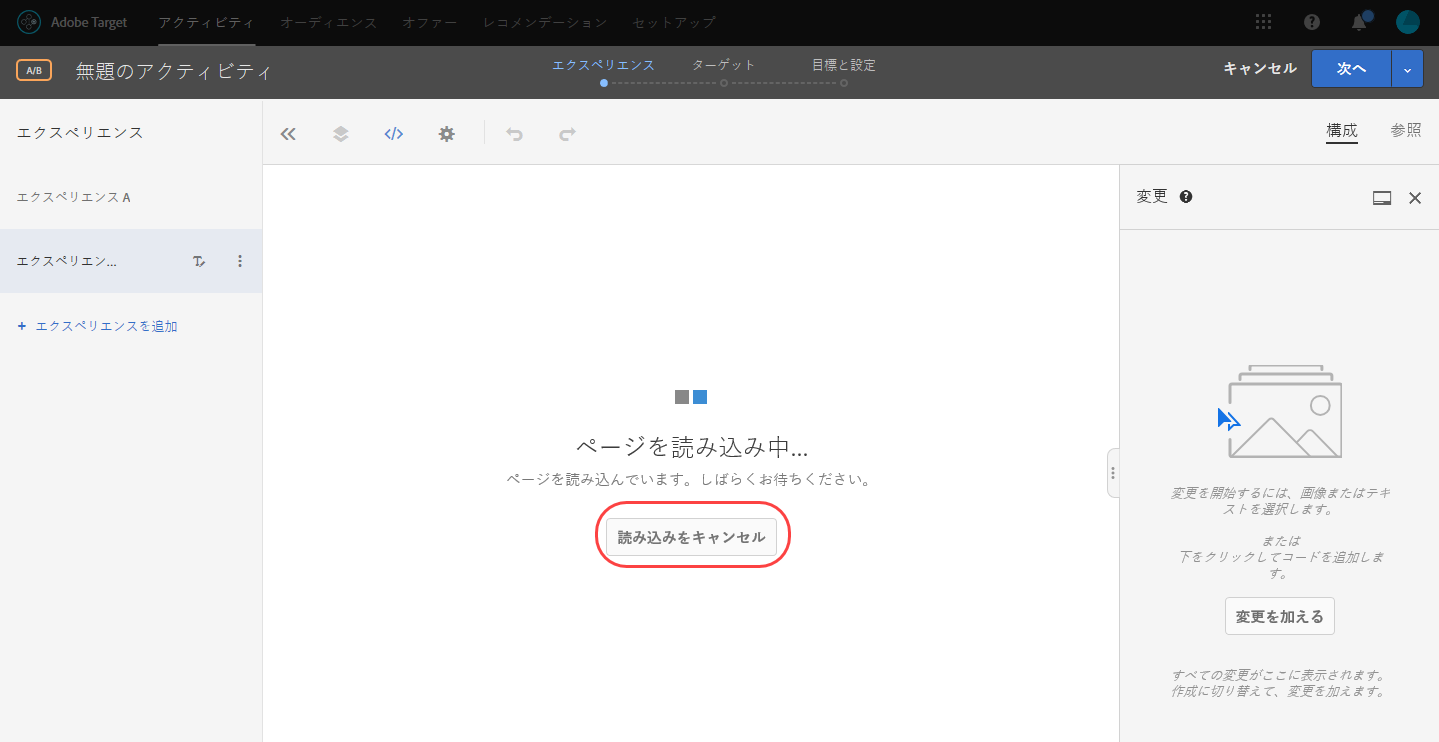 Adobe Target アクティビティ オーディエンス オファー レコメンデーション セットアップ
A/B 無題のアクティビティ エクスペリエンス ターゲット 目標と設定 キャンセル 次へ
エクスペリエンス 構成 参照
エクスペリエンス A
エクスペリエン...
+ エクスペリエンスを追加
ページを読み込み中...
ページを読み込んでいます。しばらくお待ちください。
読み込みをキャンセル
変更
変更を開始するには、画像またはテキ
ストを選択します。
または
下をクリックしてコードを追加しま
す。
変更を加える
すべての変更がここに表示されます。
作成に切り替えて、変更を加えます。